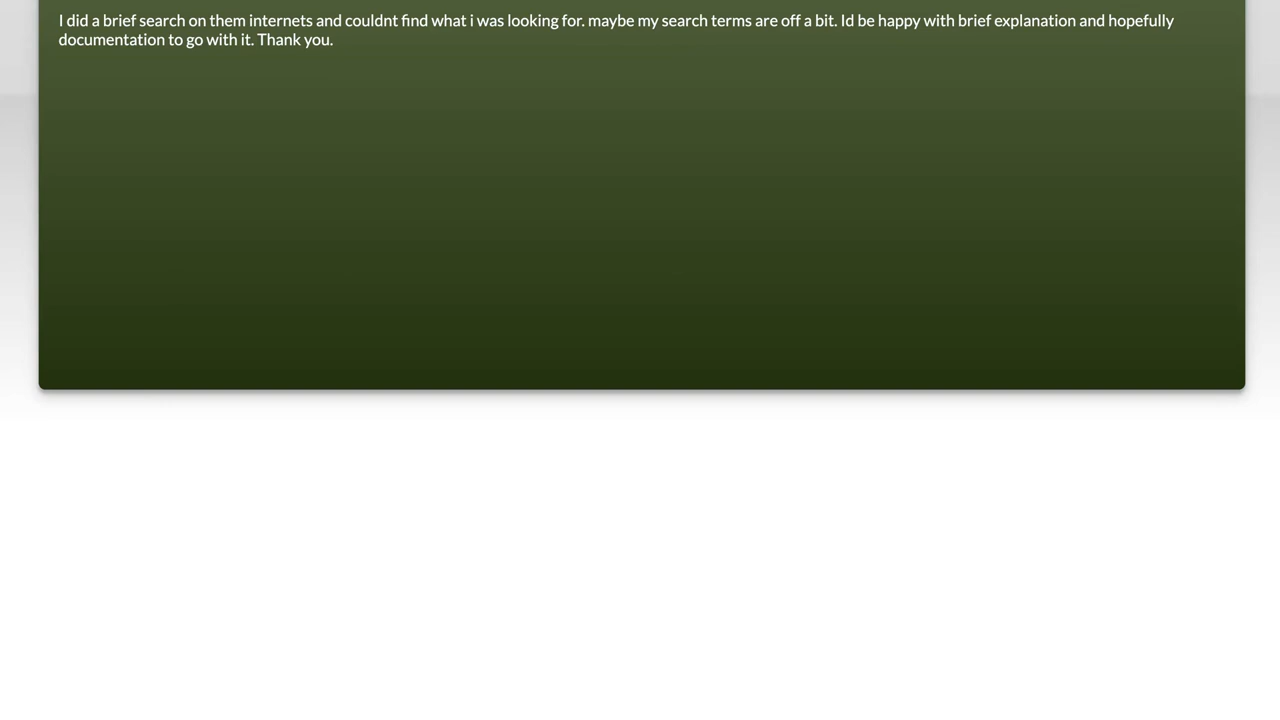 I did a brief search on them internets and couldnt find what i was looking for. maybe my search terms are off a bit. Id be happy with brief explanation and hopefully
documentation to go with it. Thank you.